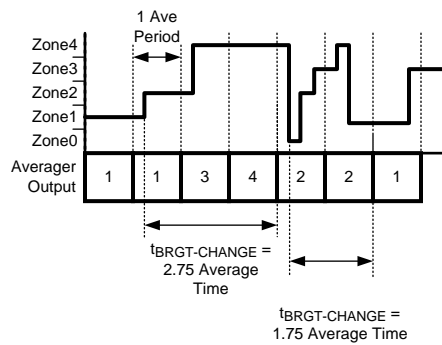 1 Ave
Period
Zone4
Zone3
Zone2
Zone1
Zone0
Averager
Output
1 1 3 4 2 2 1
tBRGT-CHANGE =
2.75 Average
Time
tBRGT-CHANGE =
1.75 Average Time